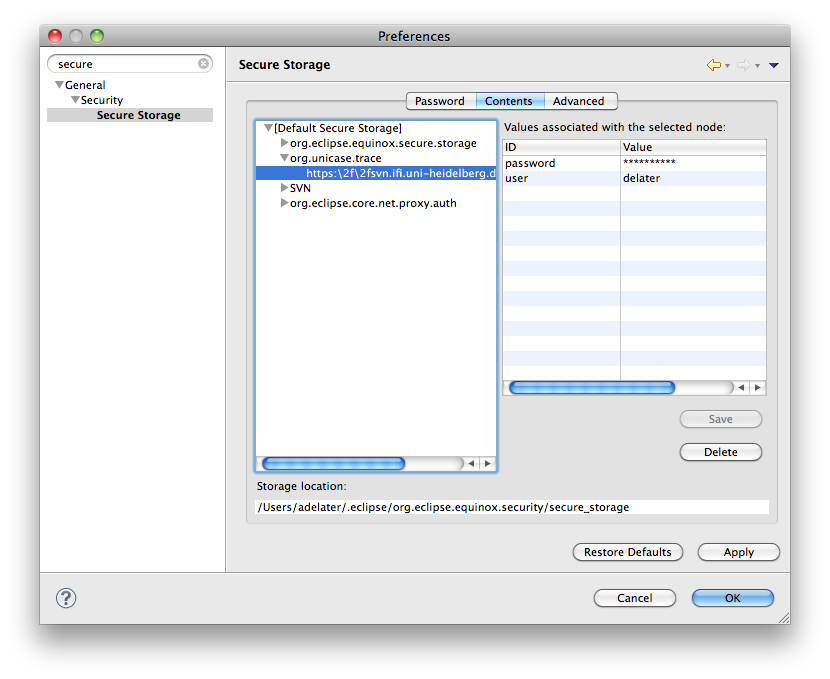 Preferences
secure
General
Security
Secure Storage
Secure Storage
Password Contents Advanced
[Default Secure Storage]
org.eclipse.equinox.secure.storage
org.unicase.trace
https:\2f\2fsvn.ifi.uni-heidelberg.d
SVN
org.eclipse.core.net.proxy.auth
Values associated with the selected node:
ID Value
password **********
user delater
Save
Delete
Storage location:
/Users/adelater/.eclipse/org.eclipse.equinox.security/secure_storage
Restore Defaults Apply
? Cancel OK